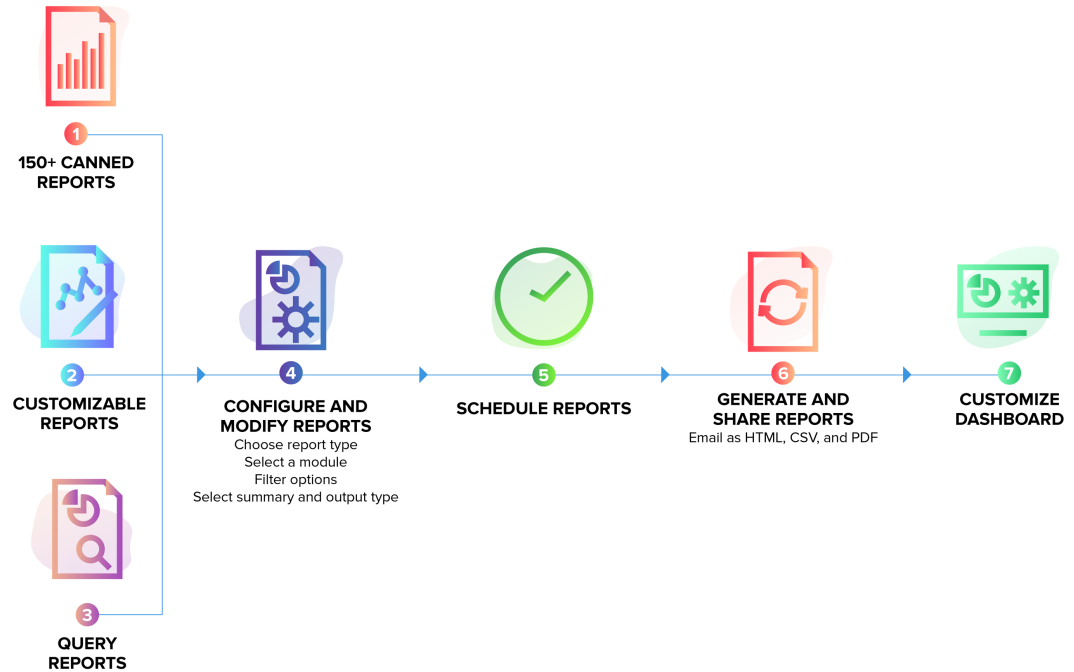 1
150+ CANNED
REPORTS
2
CUSTOMIZABLE
REPORTS
3
QUERY
REPORTS
4
CONFIGURE AND
MODIFY REPORTS
Choose report type
Select a module
Filter options
Select summary and output type
5
SCHEDULE REPORTS
6
GENERATE AND
SHARE REPORTS
Email as HTML, CSV, and PDF
7
CUSTOMIZE
DASHBOARD